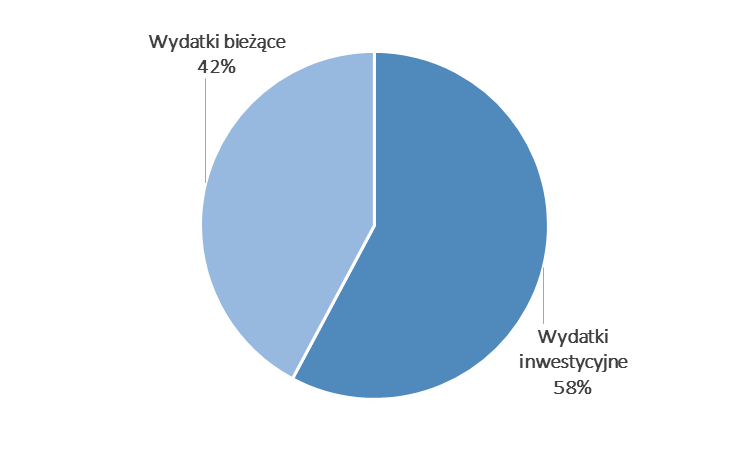 Wydatki bieżące
42%
Wydatki
inwestycyjne
58%